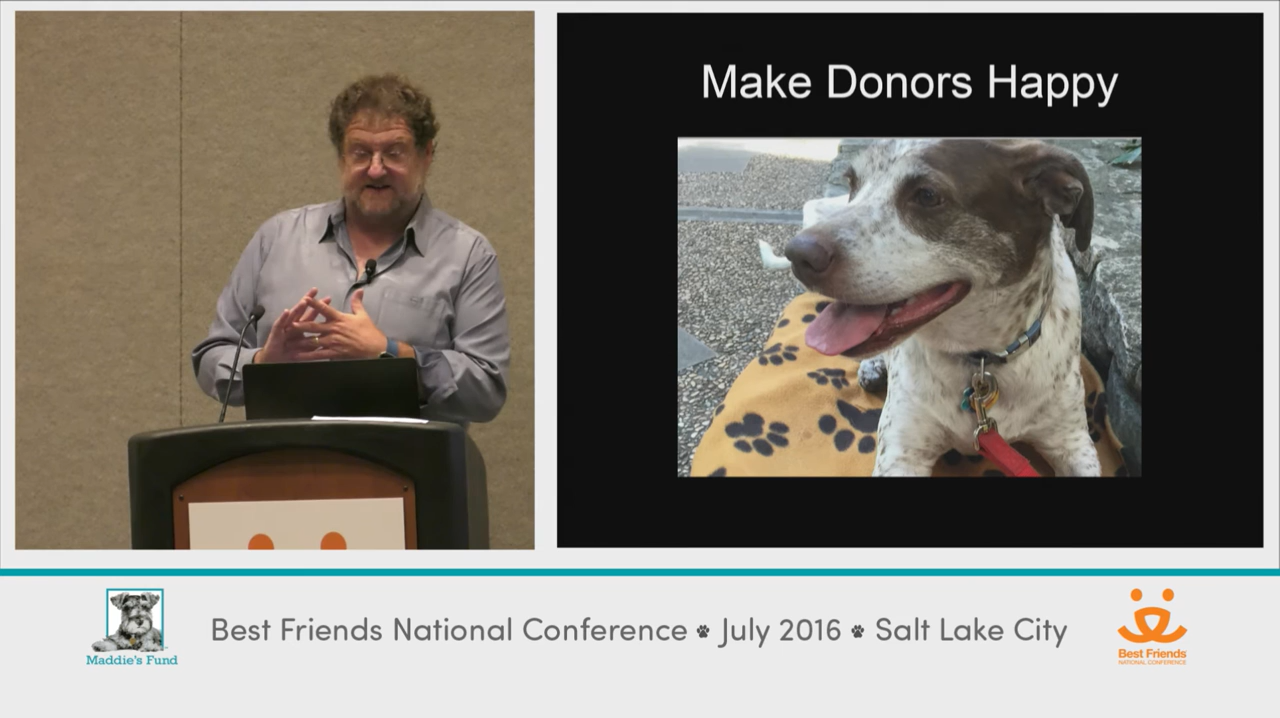 Make Donors Happy
Maddie's Fund
Best Friends National Conference July 2016 Salt Lake City
Best Friends
NATIONAL CONFERENCE